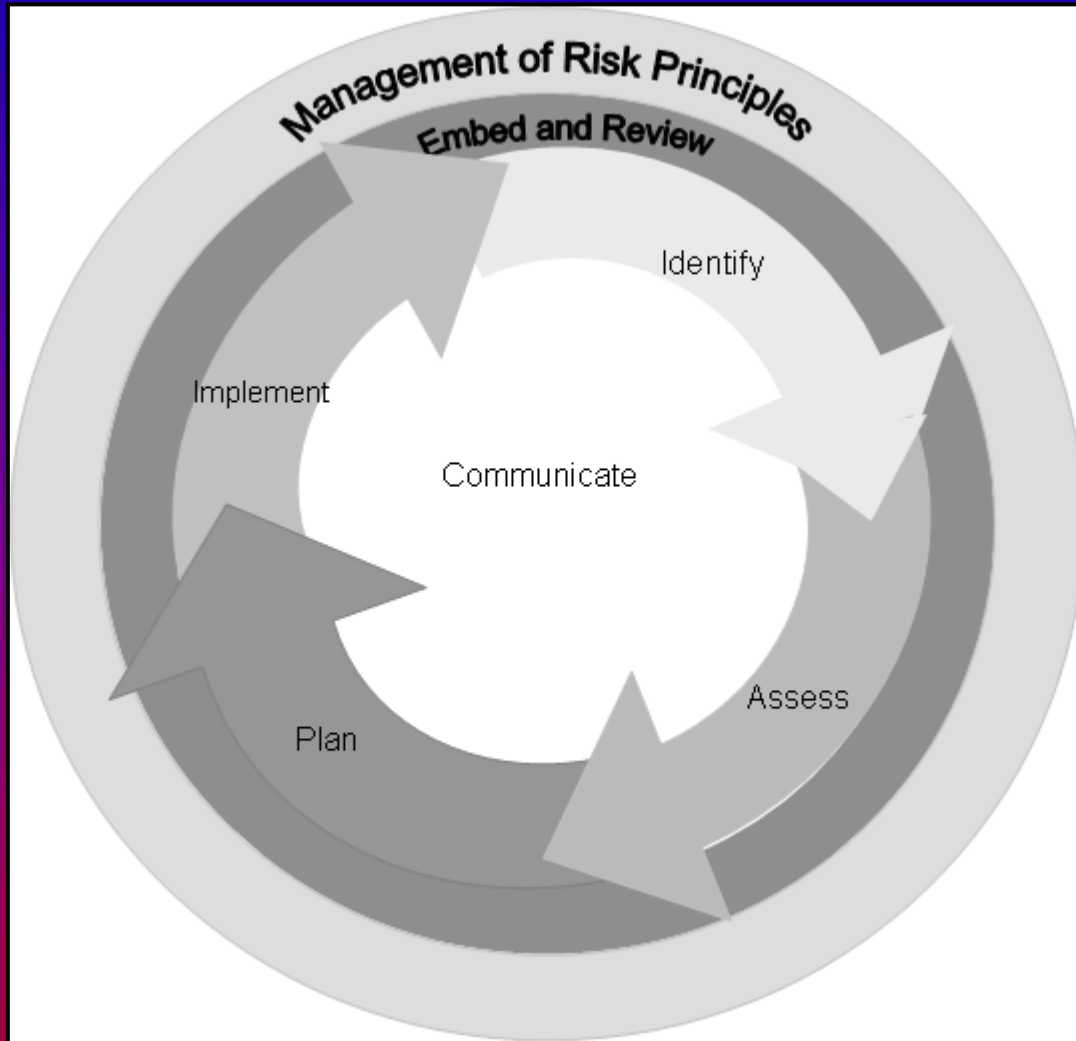 Management of Risk Principles
Embed and Review
Identify
Implement
Communicate
Assess
Plan